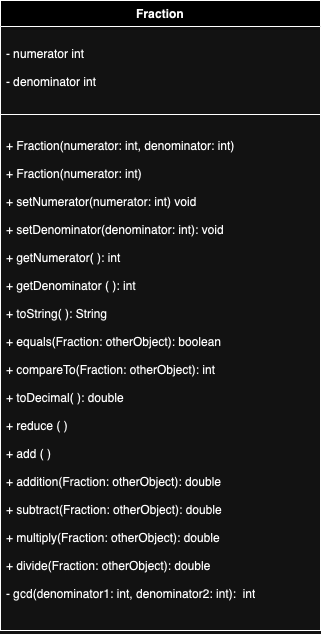 Fraction
- numerator int
- denominator int
+ Fraction(numerator: int, denominator: int)
+ Fraction(numerator: int)
+ setNumerator(numerator: int) void
+ setDenominator(denominator: int): void
+ getNumerator( ): int
+ getDenominator ( ): int
+ toString( ): String
+ equals(Fraction: otherObject): boolean
+ compareTo(Fraction: otherObject): int
+ toDecimal( ): double
+ reduce ( )
+ add ( )
+ addition(Fraction: otherObject): double
+ subtract(Fraction: otherObject): double
+ multiply(Fraction: otherObject): double
+ divide(Fraction: otherObject): double
- gcd(denominator1: int, denominator2: int):  int